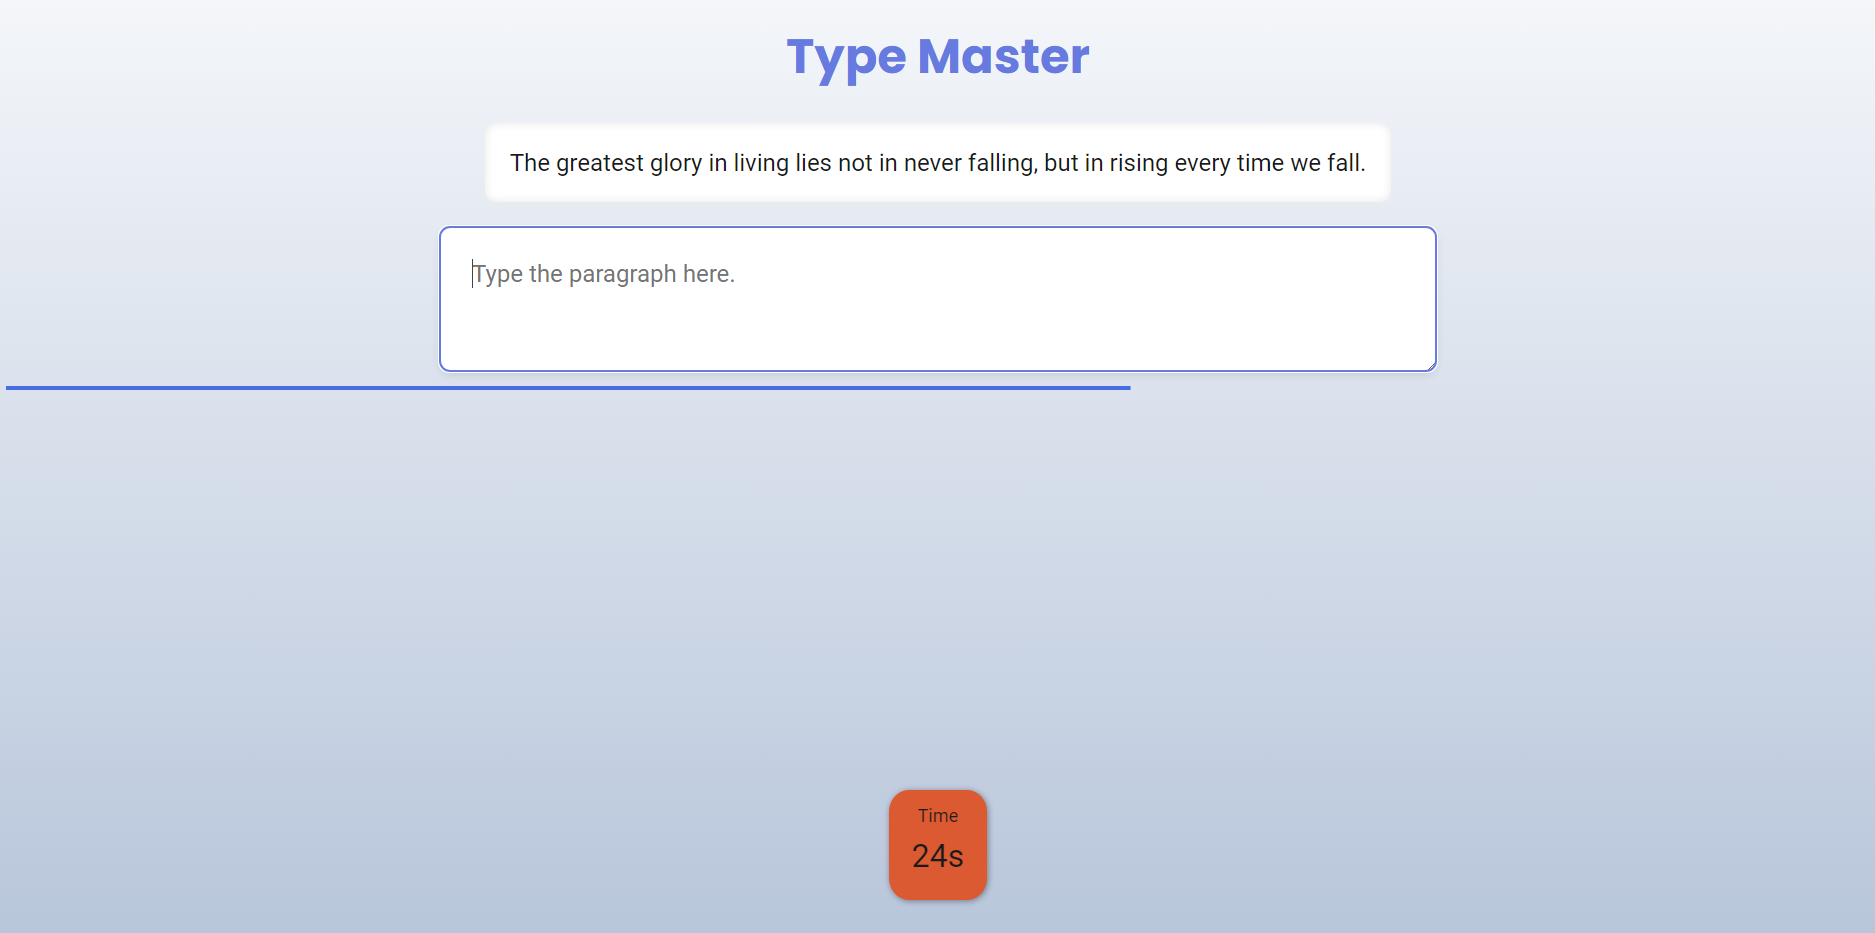 Type Master
The greatest glory in living lies not in never falling, but in rising every time we fall.
Type the paragraph here.
Time
24s